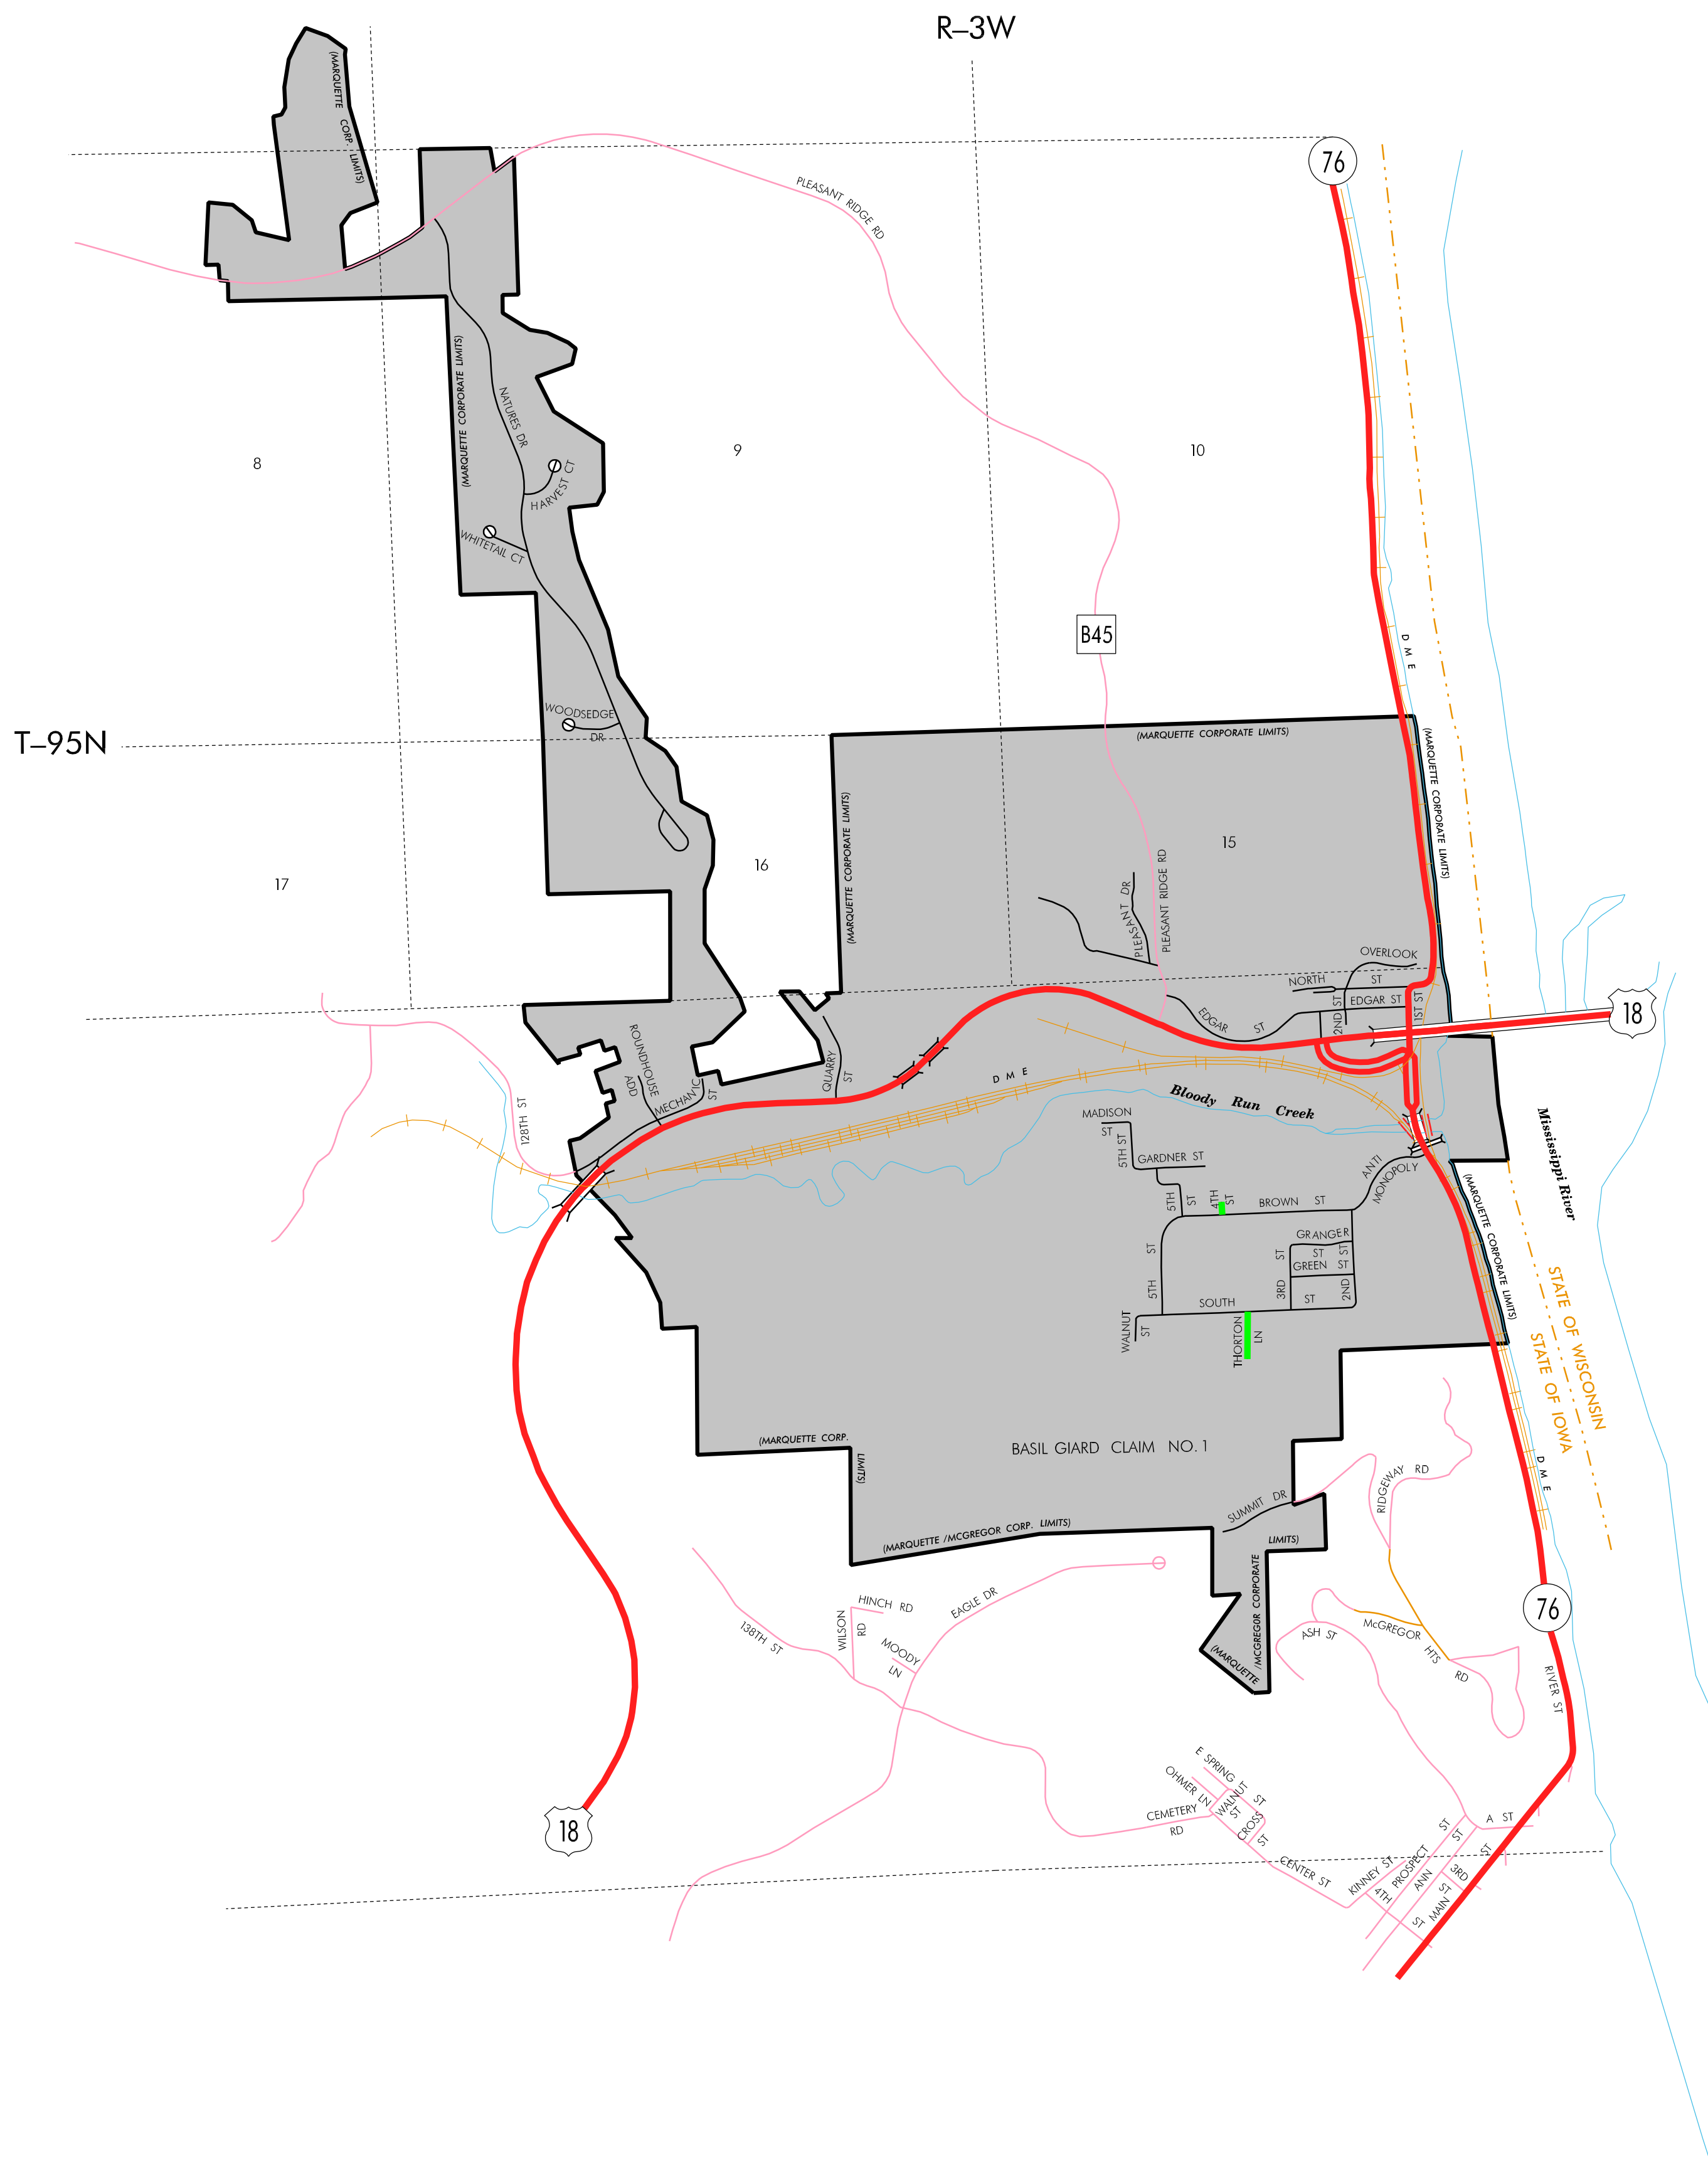 R–3W
(MARQUETTE CORP. LIMITS)
76
PLEASANT RIDGE RD
(MARQUETTE CORPORATE LIMITS)
NATURES DR
8
9
10
HARVEST CT
WHITETAIL CT
B45
D M E
WOODSEDGE
DR
T–95N
(MARQUETTE CORPORATE LIMITS)
(MARQUETTE CORPORATE LIMITS)
(MARQUETTE CORPORATE LIMITS)
15
16
17
PLEASANT DR
PLEASANT RIDGE RD
OVERLOOK
NORTH ST
EDGAR ST
2ND ST
1ST ST
18
EDGAR ST
ROUNDHOUSE
ADD
MECHANIC
ST
QUARRY
ST
D M E
128TH ST
Bloody Run Creek
Mississippi River
MADISON
ST
5TH ST
GARDNER ST
ANTI
MONOPOLY
5TH
ST
4TH
ST
BROWN ST
(MARQUETTE CORPORATE LIMITS)
GRANGER
ST
ST
5TH
ST
3RD
GREEN ST
2ND
ST
SOUTH ST
WALNUT
ST
THORTON
LN
STATE OF WISCONSIN
STATE OF IOWA
(MARQUETTE CORP.
LIMITS)
BASIL GIARD CLAIM NO. 1
D M E
RIDGEWAY RD
SUMMIT DR
(MARQUETTE /MCGREGOR CORP. LIMITS)
(MARQUETTE
/MCGREGOR CORPORATE
LIMITS)
EAGLE DR
HINCH RD
WILSON
RD
138TH ST
MOODY
LN
ASH ST
McGREGOR
HTS
RD
76
RIVER ST
E SPRING ST
OHMER LN
WALNUT
ST
CROSS
ST
CEMETERY
RD
18
A ST
CENTER ST
KINNEY ST
PROSPECT
ST
ANN
ST
4TH
ST
3RD
ST
MAIN
ST